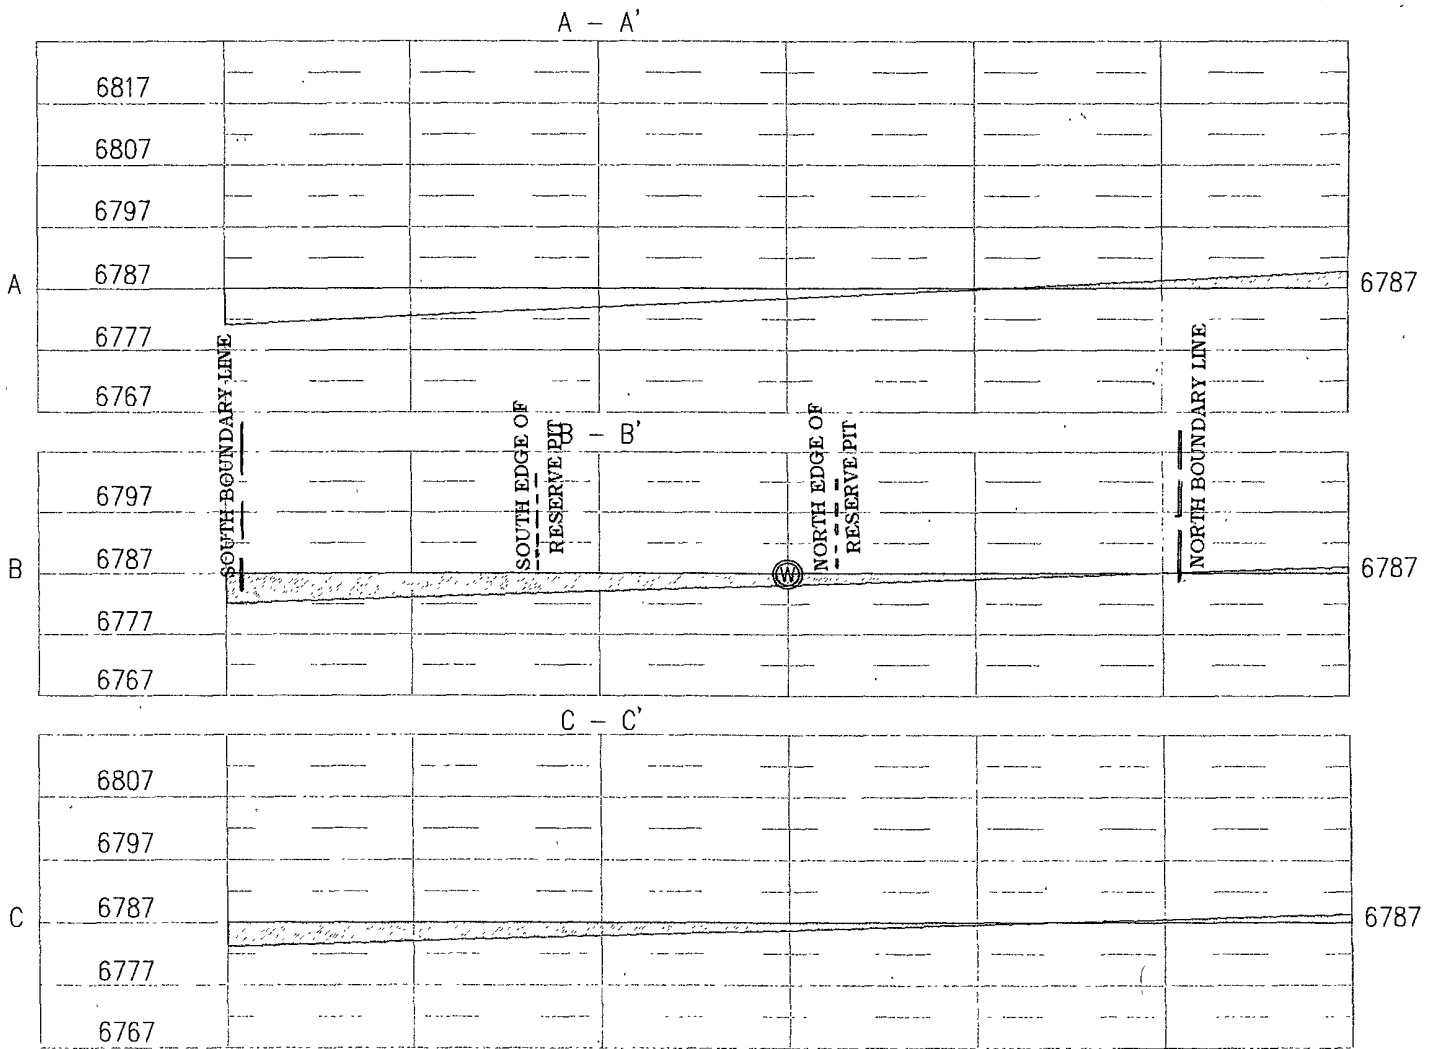 A - A'
6817
6807
6797
6787
A
6787
6777
6767
SOUTH BOUNDARY LINE
SOUTH EDGE OF
RESERVE PIT
B - B'
NORTH EDGE OF
RESERVE PIT
NORTH BOUNDARY LINE
6797
6787
B
W
6787
6777
6767
C - C'
6807
6797
6787
C
6787
6777
6767